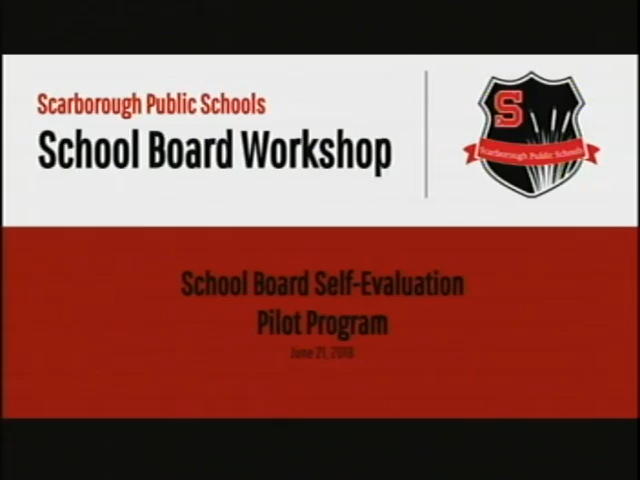 Scarborough Public Schools
School Board Workshop
S
Scarborough Public Schools
School Board Self-Evaluation
Pilot Program
June 21, 2018